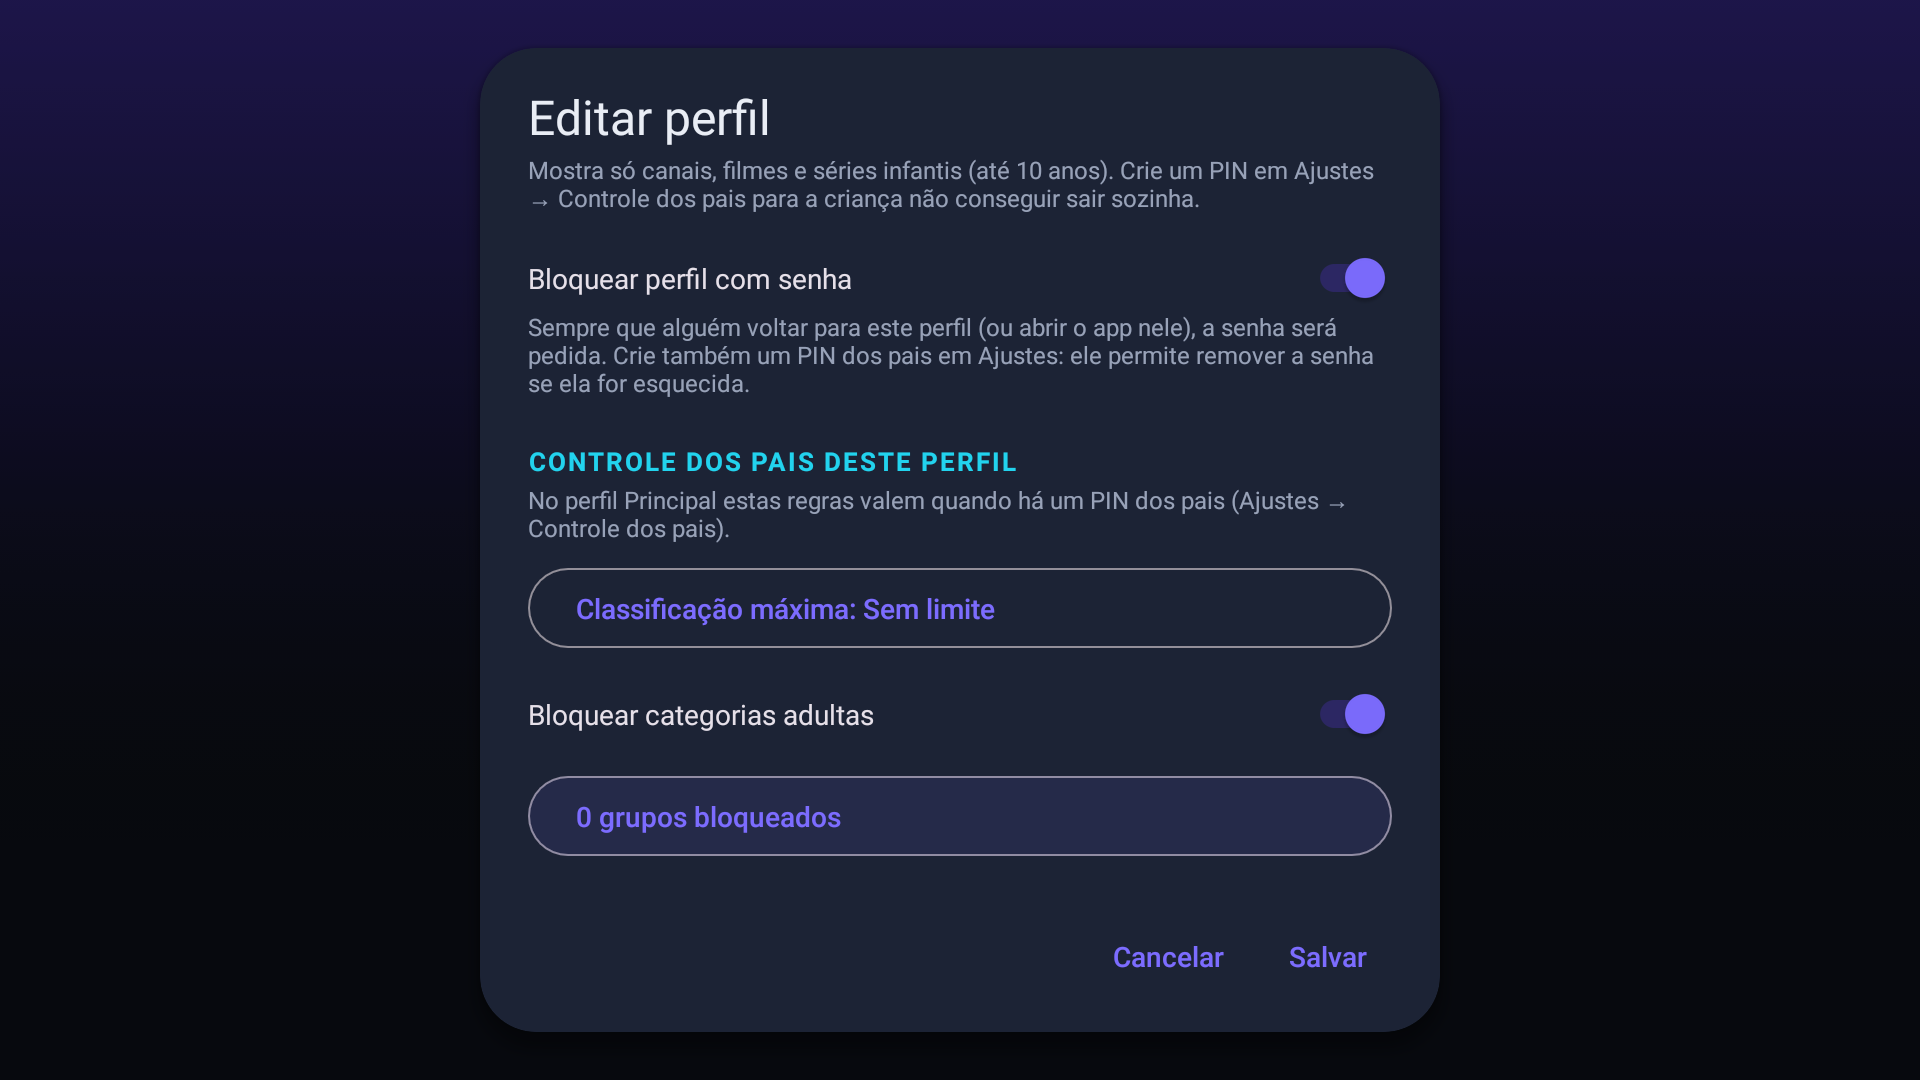 Editar perfil
Mostra só canais, filmes e séries infantis (até 10 anos). Crie um PIN em Ajustes
→ Controle dos pais para a criança não conseguir sair sozinha.
Bloquear perfil com senha
Sempre que alguém voltar para este perfil (ou abrir o app nele), a senha será
pedida. Crie também um PIN dos pais em Ajustes: ele permite remover a senha
se ela for esquecida.
CONTROLE DOS PAIS DESTE PERFIL
No perfil Principal estas regras valem quando há um PIN dos pais (Ajustes →
Controle dos pais).
Classificação máxima: Sem limite
Bloquear categorias adultas
0 grupos bloqueados
Cancelar
Salvar